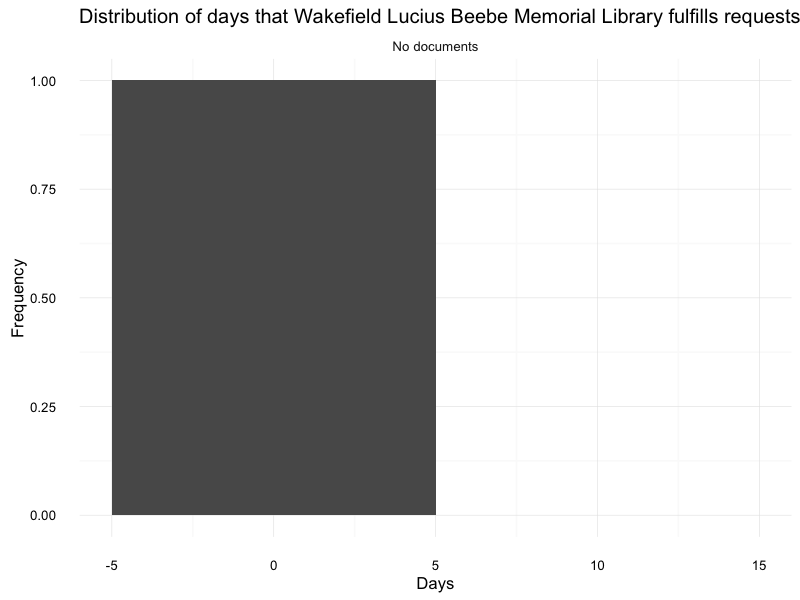 Distribution of days that Wakefield Lucius Beebe Memorial Library fulfills requests
No documents
1.00
0.75
0.50
0.25
0.00
Frequency
-5 0 5 10 15
Days